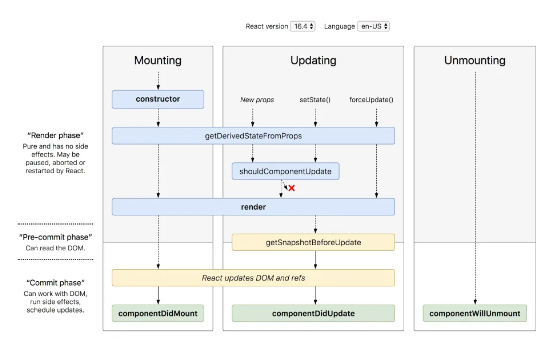 React version 16.4 Language en-US
Mounting
Updating
Unmounting
constructor
New props
setState()
forceUpdate()
"Render phase"
Pure and has no side
effects. May be
paused, aborted or
restarted by React.
getDerivedStateFromProps
shouldComponentUpdate
render
"Pre-commit phase"
Can read the DOM.
getSnapshotBeforeUpdate
"Commit phase"
Can work with DOM,
run side effects,
schedule updates.
React updates DOM and refs
componentDidMount
componentDidUpdate
componentWillUnmount